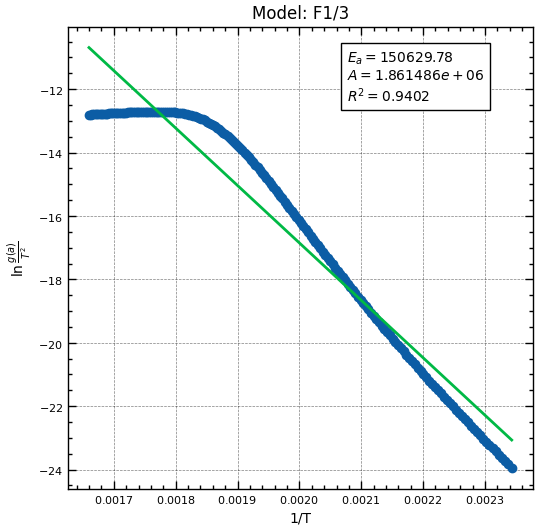 Model: F1/3
E_a = 150629.78
A = 1.861486e + 06
R^2 = 0.9402
−12
−14
−16
−18
−20
−22
−24
ln g(a)/T^2
0.0017 0.0018 0.0019 0.0020 0.0021 0.0022 0.0023
1/T